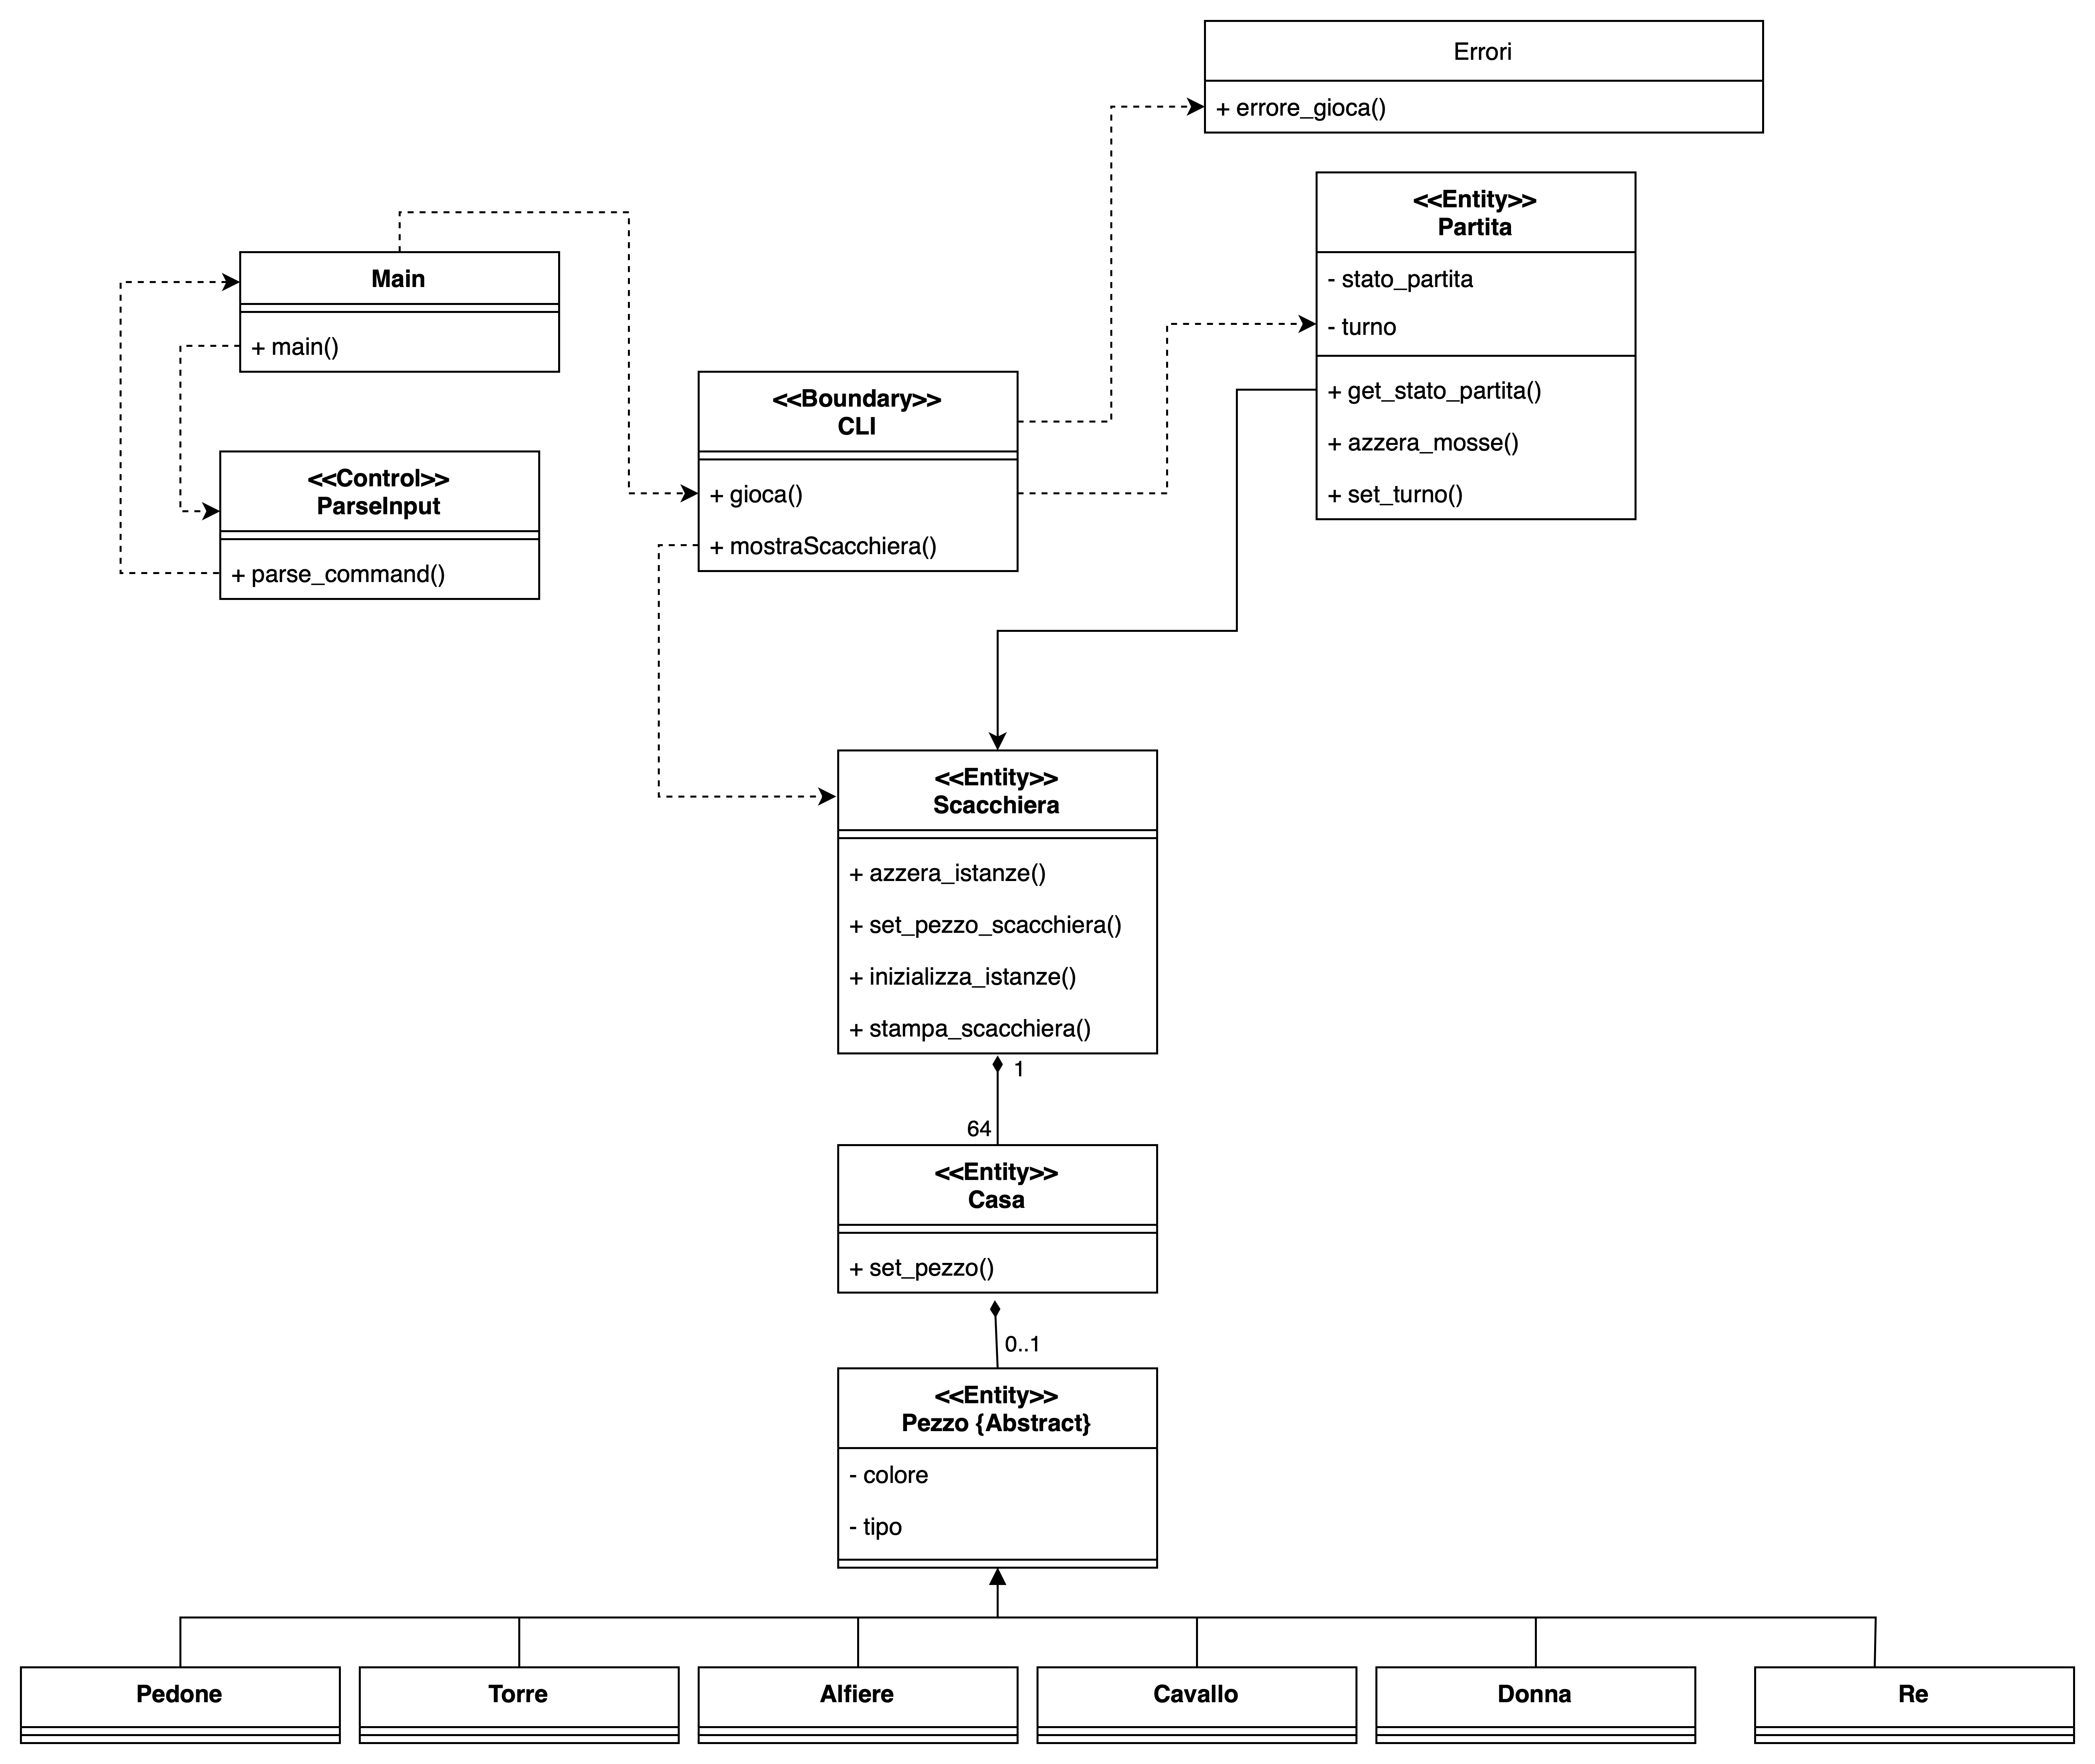 Errori
+ errore_gioca()
<<Entity>>
Partita
- stato_partita
- turno
+ get_stato_partita()
+ azzera_mosse()
+ set_turno()
Main
+ main()
<<Control>>
ParseInput
+ parse_command()
<<Boundary>>
CLI
+ gioca()
+ mostraScacchiera()
<<Entity>>
Scacchiera
+ azzera_istanze()
+ set_pezzo_scacchiera()
+ inizializza_istanze()
+ stampa_scacchiera()
1
64
<<Entity>>
Casa
+ set_pezzo()
0..1
<<Entity>>
Pezzo {Abstract}
- colore
- tipo
Pedone
Torre
Alfiere
Cavallo
Donna
Re